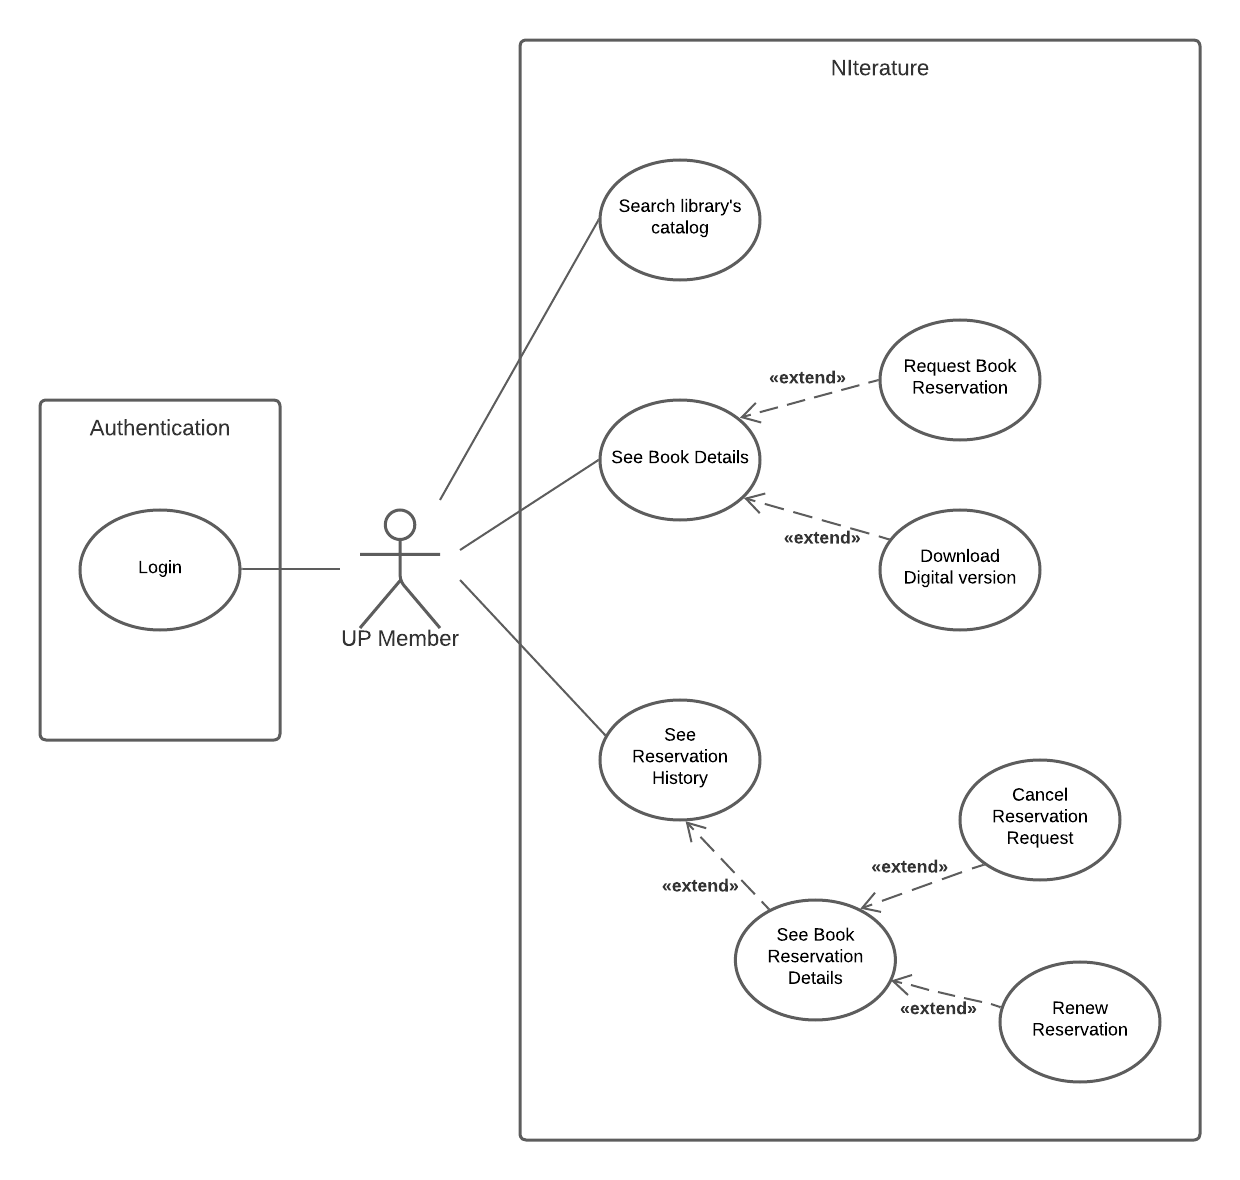 NIterature
Search library's
catalog
Request Book
Reservation
«extend»
See Book Details
«extend»
Download
Digital version
Authentication
Login
UP Member
See
Reservation
History
Cancel
Reservation
Request
«extend»
«extend»
See Book
Reservation
Details
«extend»
Renew
Reservation